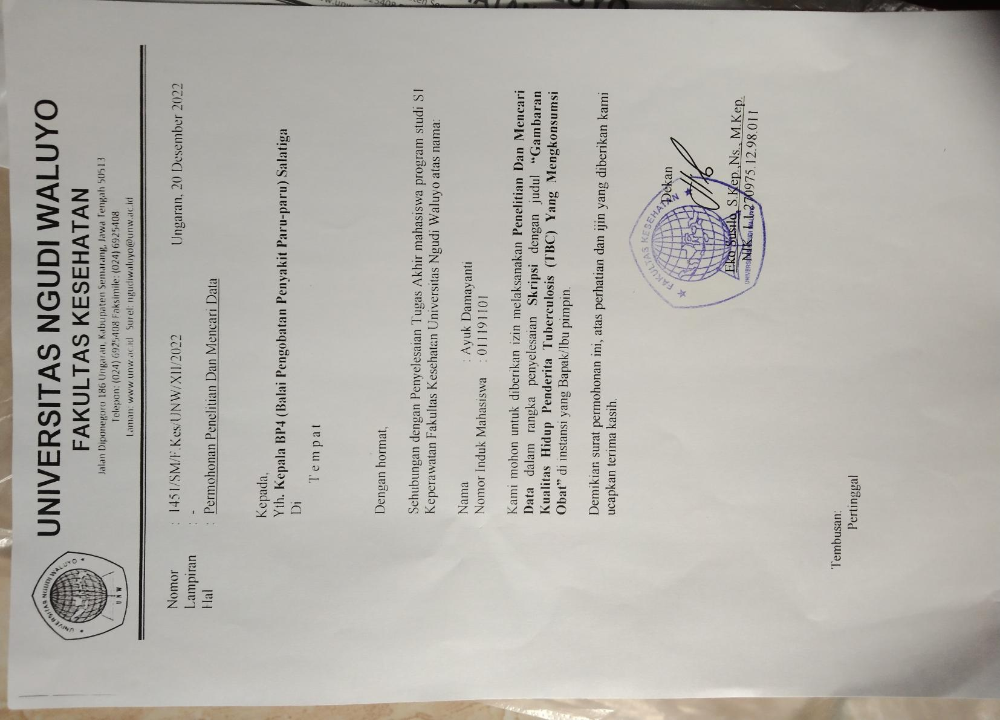 UNIVERSITAS NGUDI WALUYO
UNW
UNIVERSITAS NGUDI WALUYO
FAKULTAS KESEHATAN
Jalan Diponegoro 186 Ungaran, Kabupaten Semarang, Jawa Tengah 50513
Telepon: (024) 6925408 Faksimile: (024) 6925408
Laman: www.unw.ac.id Surel: ngudiwaluyo@unw.ac.id
Nomor : 1451/SM/F.Kes/UNW/XII/2022 Ungaran, 20 Desember 2022
Lampiran : -
Hal : Permohonan Penelitian Dan Mencari Data
Kepada,
Yth. Kepala BP4 (Balai Pengobatan Penyakit Paru-paru) Salatiga
Di
T e m p a t
Dengan hormat,
Sehubungan dengan Penyelesaian Tugas Akhir mahasiswa program studi S1
Keperawatan Fakultas Kesehatan Universitas Ngudi Waluyo atas nama:
Nama : Ayuk Damayanti
Nomor Induk Mahasiswa : 011191101
Kami mohon untuk diberikan izin melaksanakan Penelitian Dan Mencari
Data dalam rangka penyelesaian Skripsi dengan judul “Gambaran
Kualitas Hidup Penderita Tuberculosis (TBC) Yang Mengkonsumsi
Obat” di instansi yang Bapak/Ibu pimpin.
Demikian surat permohonan ini, atas perhatian dan ijin yang diberikan kami
ucapkan terima kasih.
Dekan
FAKULTAS KESEHATAN
UNIVERSITAS NGUDI WALUYO
Eko Susilo, S.Kep.,Ns., M.Kep.
NIK. 1.1.270975.12.98.011
Tembusan:
Pertinggal